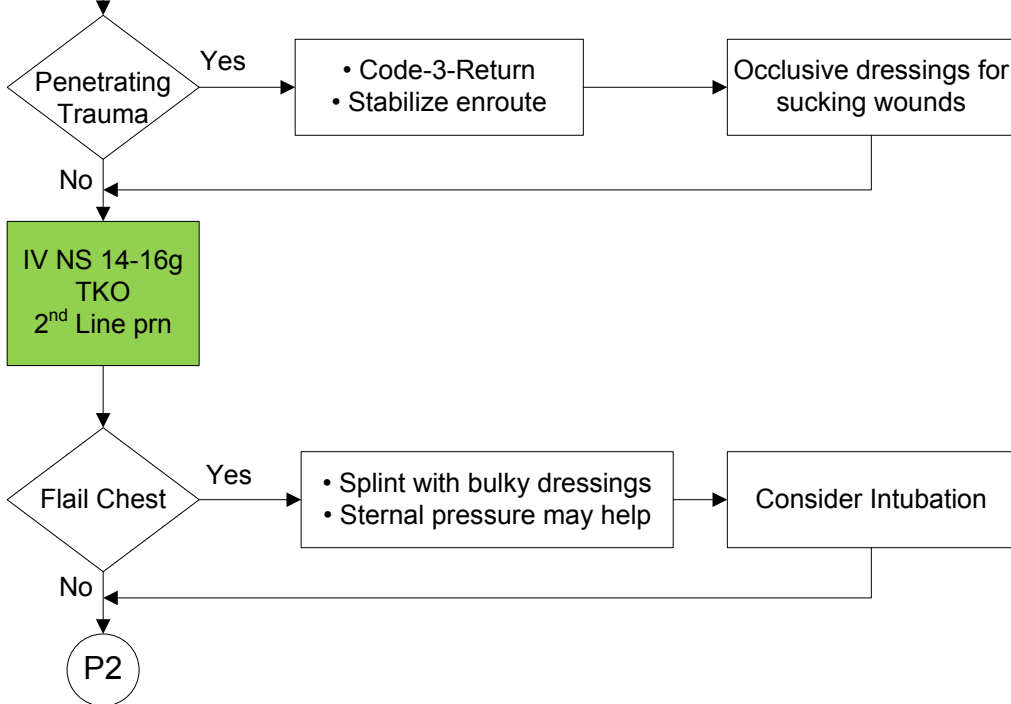 Penetrating
Trauma
Yes
• Code-3-Return
• Stabilize enroute
Occlusive dressings for
sucking wounds
No
IV NS 14-16g
TKO
2nd Line prn
Flail Chest
Yes
• Splint with bulky dressings
• Sternal pressure may help
Consider Intubation
No
P2